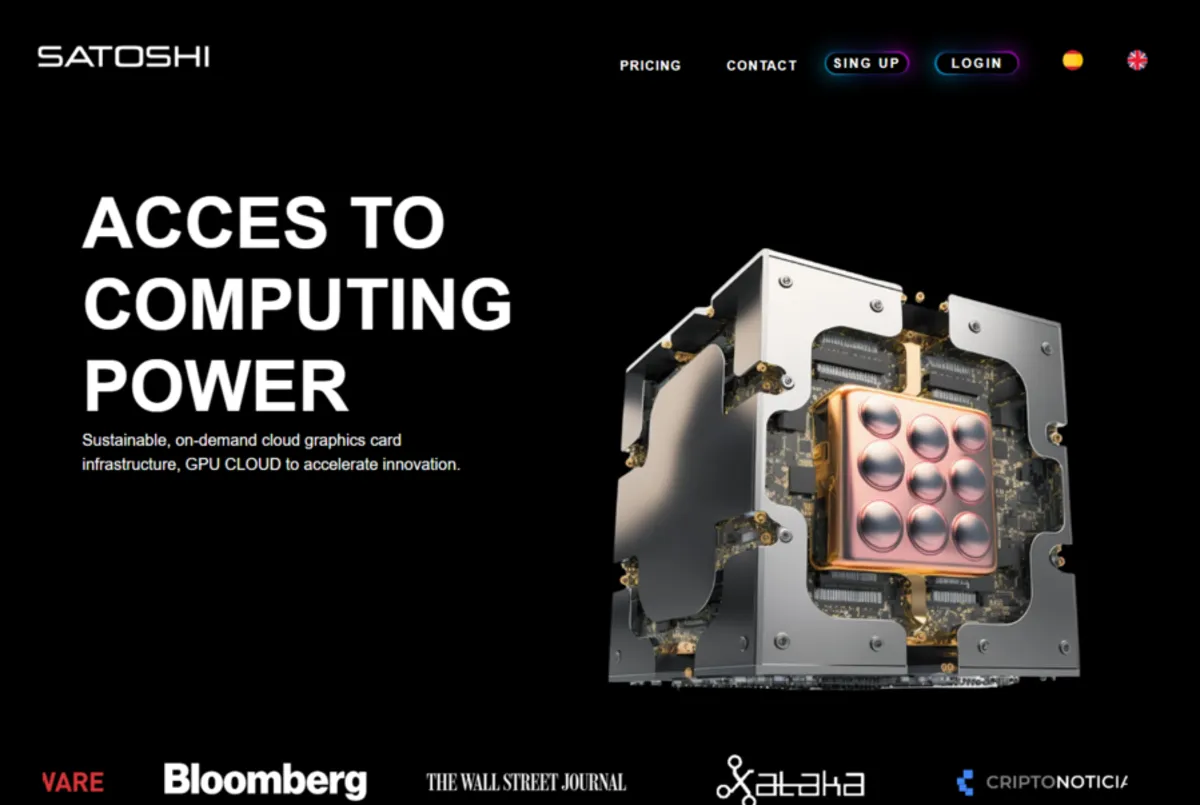 SATOSHI
PRICING
CONTACT
SING UP
LOGIN
ACCES TO
COMPUTING
POWER
Sustainable, on-demand cloud graphics card
infrastructure, GPU CLOUD to accelerate innovation.
VARE
Bloomberg
THE WALL STREET JOURNAL
Xataka
CRIPTONOTICIA